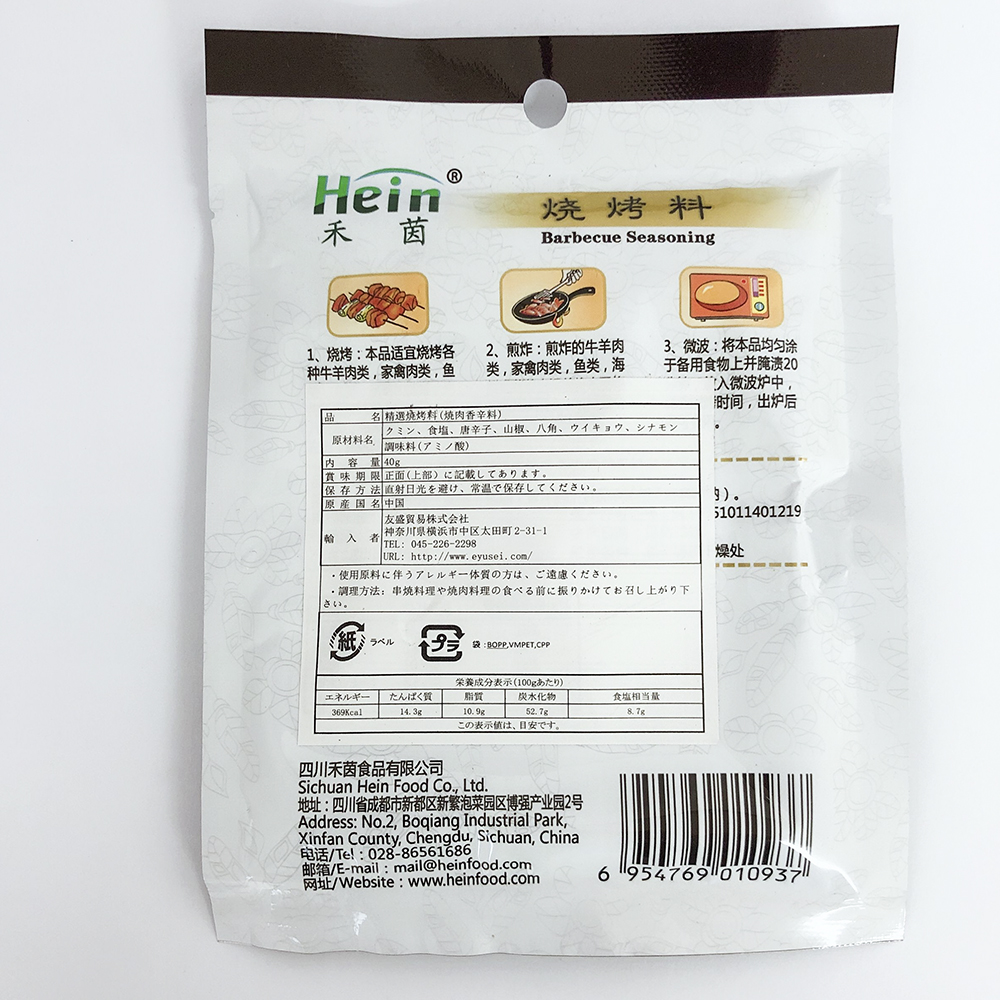 Hein®
禾茵
烧烤料
Barbecue Seasoning
1、烧烤：本品适宜烧烤各
种牛羊肉类，家禽肉类，鱼
2、煎炸：煎炸的牛羊肉
类，家禽肉类，鱼类，海
3、微波：将本品均匀涂
于备用食物上并腌渍20
入微波炉中，
时间，出炉后
。
品名 精選焼烤料(焼肉香辛料)
原材料名 クミン、食塩、唐辛子、山椒、八角、ウイキョウ、シナモン
調味料(アミノ酸)
内容量 40g
賞味期限 正面(上部)に記載してあります。
保存方法 直射日光を避け、常温で保存してください。
原産国名 中国
輸入者 友盛貿易株式会社
神奈川県横浜市中区太田町2-31-1
TEL: 045-226-2298
URL: http://www.eyusei.com/
・使用原料に伴うアレルギー体質の方は、ご遠慮ください。
・調理方法: 串焼料理や焼肉料理の食べる前に振りかけてお召し上がり下
さい。
紙 ラベル プラ 袋:BOPP,VMPET,CPP
栄養成分表示(100gあたり)
エネルギー たんぱく質 脂質 炭水化物 食塩相当量
369Kcal 14.3g 10.9g 52.7g 8.7g
この表示値は、目安です。
)。
51011401219
燥处
四川禾茵食品有限公司
Sichuan Hein Food Co., Ltd.
地址：四川省成都市新都区新繁泡菜园区博强产业园2号
Address: No.2, Boqiang Industrial Park,
Xinfan County, Chengdu, Sichuan, China
电话/Tel：028-86561686
邮箱/E-mail：mail@heinfood.com
网址/Website：www.heinfood.com
6 954769 010937